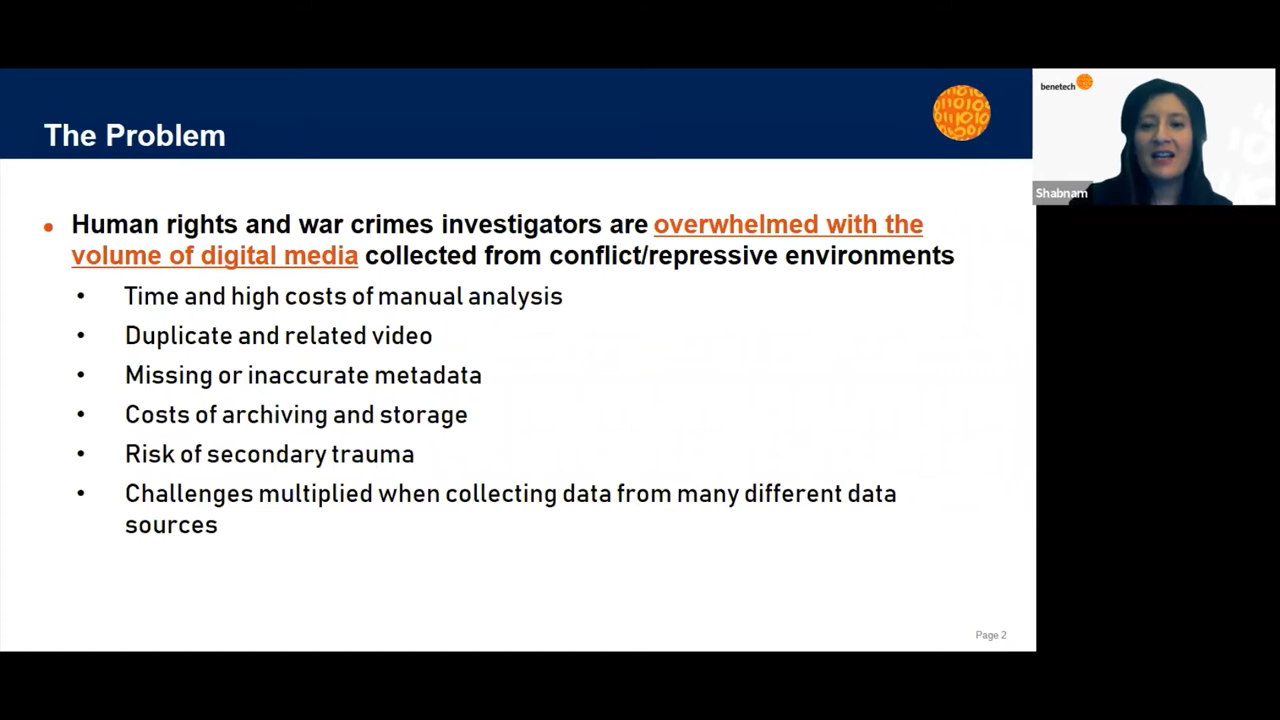 The Problem
benetech
Shabnam
• Human rights and war crimes investigators are overwhelmed with the
volume of digital media collected from conflict/repressive environments
• Time and high costs of manual analysis
• Duplicate and related video
• Missing or inaccurate metadata
• Costs of archiving and storage
• Risk of secondary trauma
• Challenges multiplied when collecting data from many different data
sources
Page 2